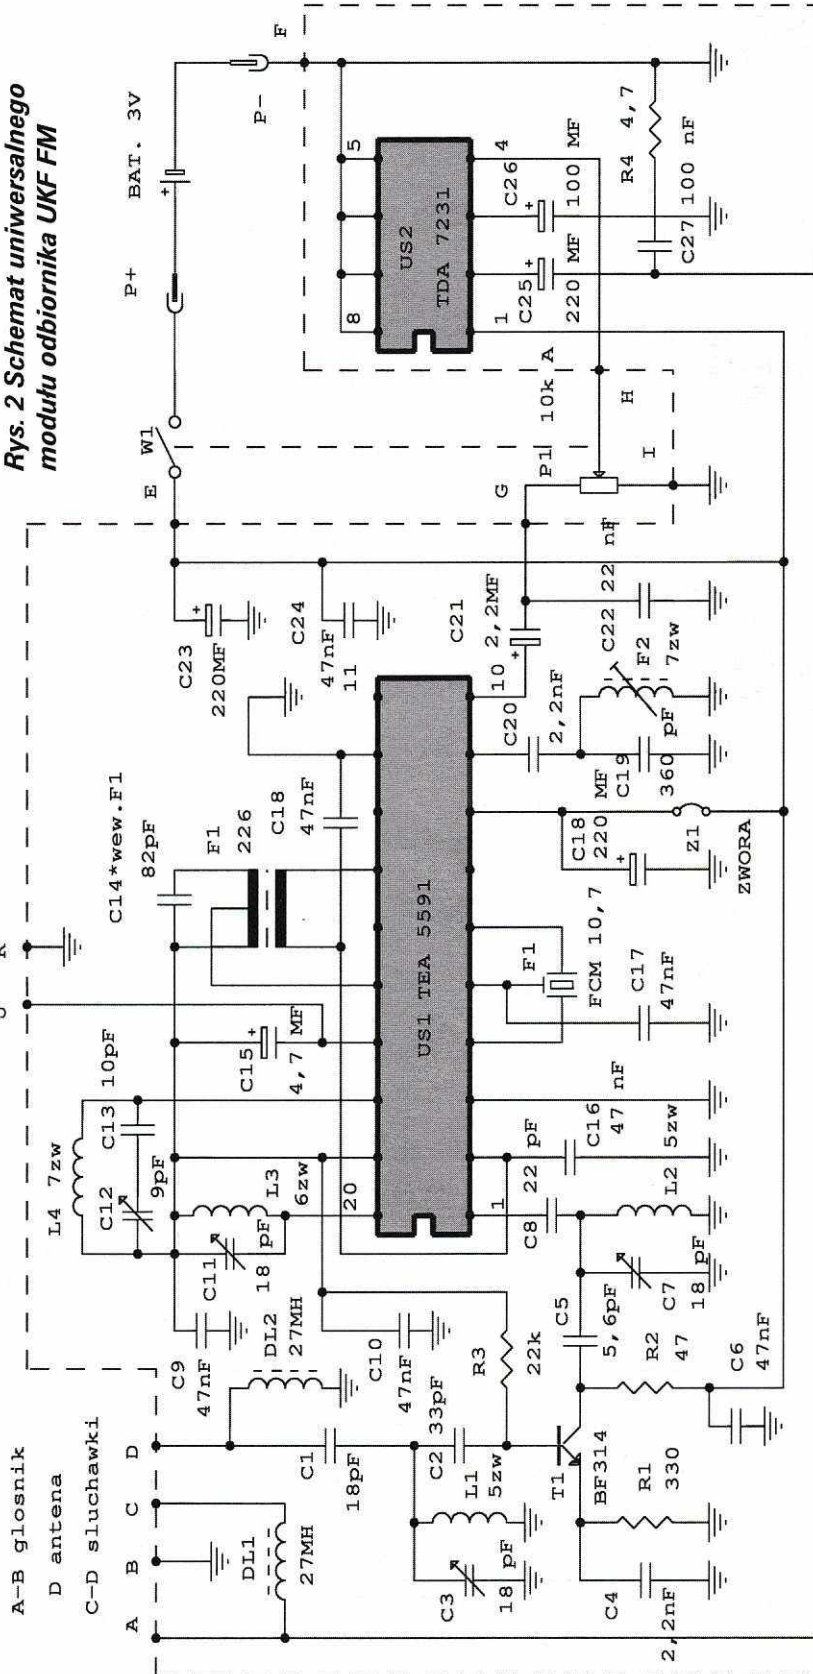 Rys. 2 Schemat uniwersalnego
modułu odbiornika UKF FM
A-B glosnik
D antena
C-D sluchawki
A
B
C
D
DL1
27MH
C9
47nF
DL2
27MH
C1
18pF
C10
47nF
C2
33pF
C3
18 pF
L1
5zw
R3
22k
T1
BF314
C4
2,2nF
R1
330
C5
5,6pF
R2
47
C6
47nF
C7
18 pF
C8
22 pF
L2
5zw
C16
47 nF
L4 7zw
C12
9pF
C13
10pF
C11
18 pF
L3
6zw
20
1
C15
4,7 MF
US1 TEA 5591
C14*wew.F1
82pF
F1
226
C18
47nF
F1
FCM 10,7
C17
47nF
C18
220 MF
Z1
ZWORA
C19
360 pF
C20
2,2nF
F2
7zw
C21
2,2MF
C22 22 nF
10
11
C23
220MF
C24
47nF
E
W1
P+
BAT. 3V
P-
F
G
P1
10k A
H
I
US2
TDA 7231
8
5
1
4
C25
220 MF
C26
100 MF
R4 4,7
C27 100 nF